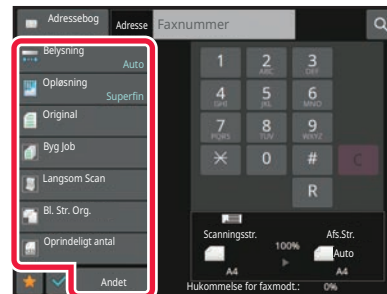 Adressebog
Adresse
Faxnummer
Belysning
Auto
Opløsning
Superfin
Original
Byg Job
Langsom Scan
Bl. Str. Org.
Oprindeligt antal
Andet
1
2
ABC
3
DEF
4
GHI
5
JKL
6
MNO
7
PQRS
8
TUV
9
WXYZ
0
#
C
R
Scanningsstr.
Afs.Str.
100%
Auto
A4
A4
Hukommelse for faxmodt.:
0%